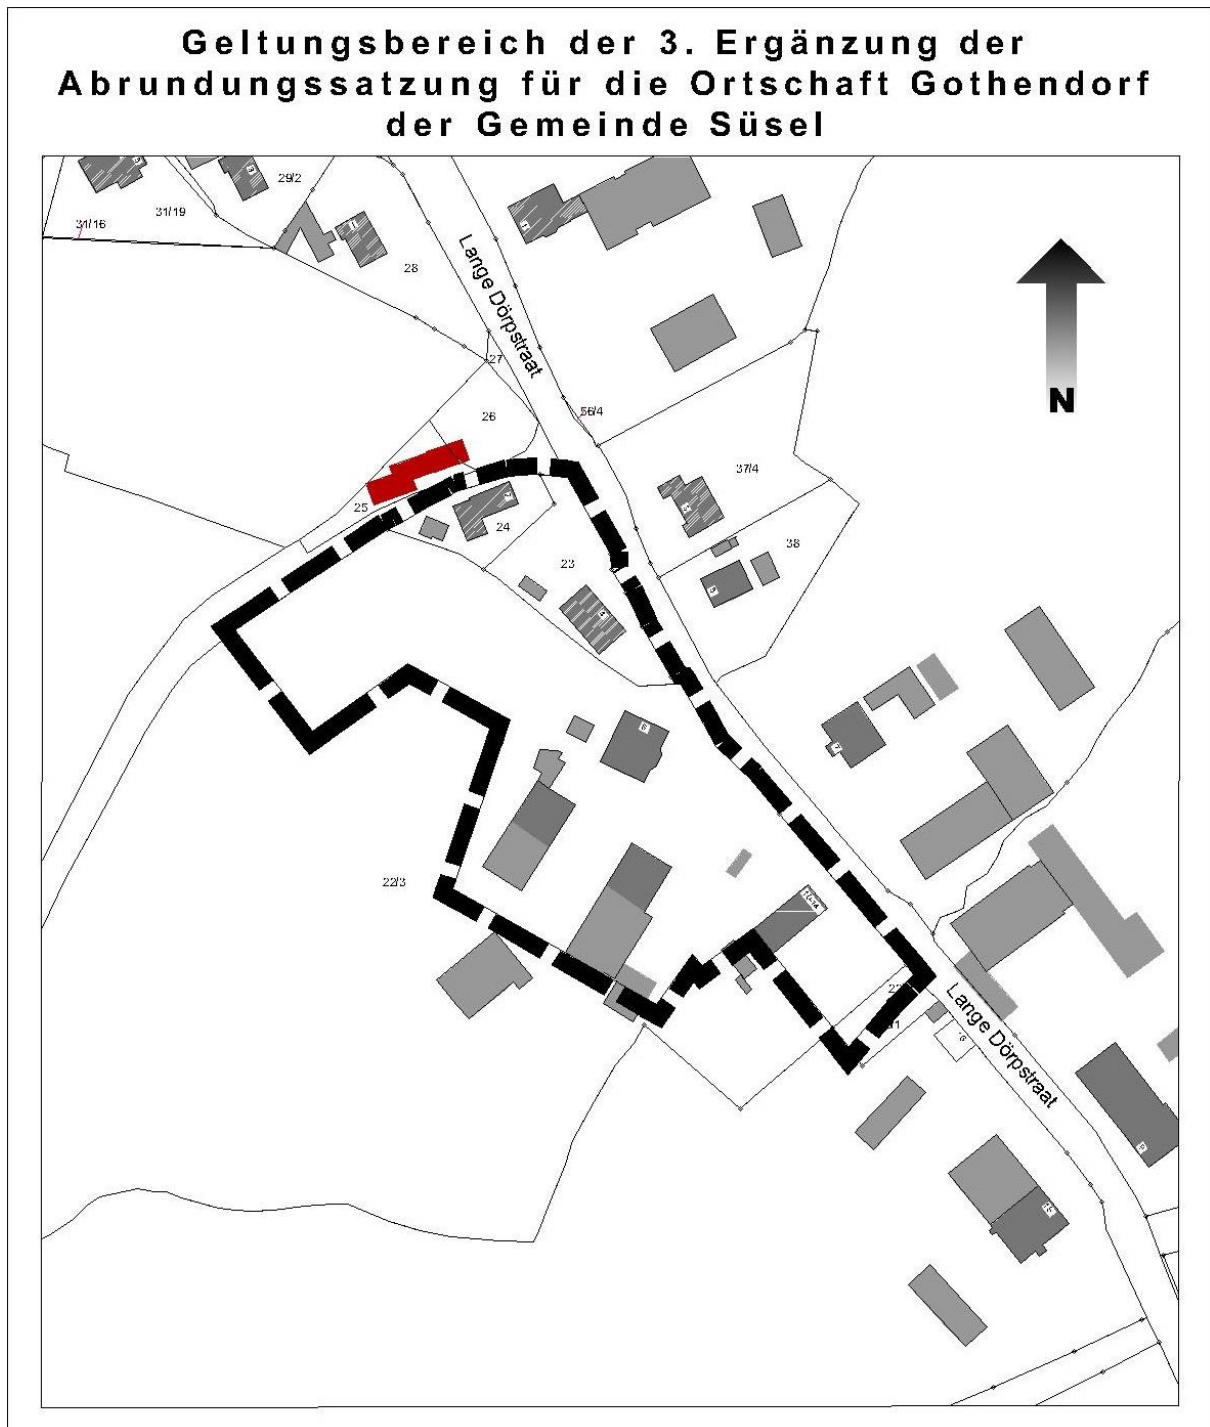 Geltungsbereich der 3. Ergänzung der
Abrundungssatzung für die Ortschaft Gothendorf
der Gemeinde Süsel
29/2
31/19
31/16
28
Lange Dörpstraat
27
26
56/4
N
37/4
25
24
38
23
22/3
Lange Dörpstraat